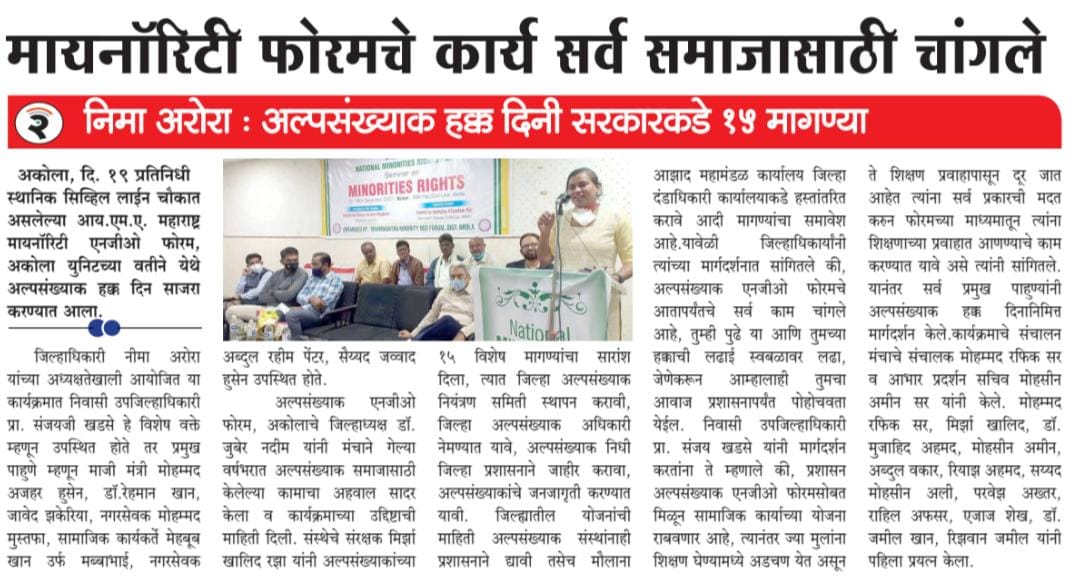 मायनॉरिटी फोरमचे कार्य सर्व समाजासाठी चांगले
२ निमा अरोरा : अल्पसंख्याक हक्क दिनी सरकारकडे १५ मागण्या
अकोला, दि. १९ प्रतिनिधी
स्थानिक सिव्हिल लाईन चौकात
असलेल्या आय.एम.ए. महाराष्ट्र
मायनॉरिटी एनजीओ फोरम,
अकोला युनिटच्या वतीने येथे
अल्पसंख्याक हक्क दिन साजरा
करण्यात आला.
जिल्हाधिकारी नीमा अरोरा
यांच्या अध्यक्षतेखाली आयोजित या
कार्यक्रमात निवासी उपजिल्हाधिकारी
प्रा. संजयजी खडसे हे विशेष वक्ते
म्हणून उपस्थित होते तर प्रमुख
पाहुणे म्हणून माजी मंत्री मोहम्मद
अजहर हुसेन, डॉ.रेहमान खान,
जावेद झकेरिया, नगरसेवक मोहम्मद
मुस्तफा, सामाजिक कार्यकर्ते मेहबूब
खान उर्फ मब्बाभाई, नगरसेवक
NATIONAL MINORITIES RIGHTS
Seminar on
MINORITIES RIGHTS
National
अब्दुल रहीम पेंटर, सैय्यद जव्वाद
हुसेन उपस्थित होते.
अल्पसंख्याक एनजीओ
फोरम, अकोलाचे जिल्हाध्यक्ष डॉ.
जुबेर नदीम यांनी मंचाने गेल्या
वर्षभरात अल्पसंख्याक समाजासाठी
केलेल्या कामाचा अहवाल सादर
केला व कार्यक्रमाच्या उद्दिष्टाची
माहिती दिली. संस्थेचे संरक्षक मिर्झा
खालिद रझा यांनी अल्पसंख्याकांच्या
१५ विशेष मागण्यांचा सारांश
दिला, त्यात जिल्हा अल्पसंख्याक
नियंत्रण समिती स्थापन करावी,
जिल्हा अल्पसंख्याक अधिकारी
नेमण्यात यावे, अल्पसंख्याक निधी
जिल्हा प्रशासनाने जाहीर करावा,
अल्पसंख्याकांचे जनजागृती करण्यात
यावी. जिल्ह्यातील योजनांची
माहिती अल्पसंख्याक संस्थांनाही
प्रशासनाने द्यावी तसेच मौलाना
आझाद महामंडळ कार्यालय जिल्हा
दंडाधिकारी कार्यालयाकडे हस्तांतरित
करावे आदी मागण्यांचा समावेश
आहे.यावेळी जिल्हाधिकार्यांनी
त्यांच्या मार्गदर्शनात सांगितले की,
अल्पसंख्याक एनजीओ फोरमचे
आतापर्यंतचे सर्व काम चांगले
आहे, तुम्ही पुढे या आणि तुमच्या
हक्काची लढाई स्वबळावर लढा,
जेणेकरून आम्हालाही तुमचा
आवाज प्रशासनापर्यंत पोहोचवता
येईल. निवासी उपजिल्हाधिकारी
प्रा. संजय खडसे यांनी मार्गदर्शन
करतांना ते म्हणाले की, प्रशासन
अल्पसंख्याक एनजीओ फोरमसोबत
मिळून सामाजिक कार्याच्या योजना
राबवणार आहे, त्यानंतर ज्या मुलांना
शिक्षण घेण्यामध्ये अडचण येत असून
ते शिक्षण प्रवाहापासून दूर जात
आहेत त्यांना सर्व प्रकारची मदत
करुन फोरमच्या माध्यमातून त्यांना
शिक्षणाच्या प्रवाहात आणण्याचे काम
करण्यात यावे असे त्यांनी सांगितले.
यानंतर सर्व प्रमुख पाहुण्यांनी
अल्पसंख्याक हक्क दिनानिमित्त
मार्गदर्शन केले.कार्यक्रमाचे संचालन
मंचाचे संचालक मोहम्मद रफिक सर
व आभार प्रदर्शन सचिव मोहसीन
अमीन सर यांनी केले. मोहम्मद
रफिक सर, मिर्झा खालिद, डॉ.
मुजाहिद अहमद, मोहसीन अमीन,
अब्दुल वकार, रियाझ अहमद, सय्यद
मोहसीन अली, परवेझ अख्तर,
राहिल अफसर, एजाज शेख, डॉ.
जमील खान, रिझवान जमील यांनी
पहिला प्रयत्न केला.